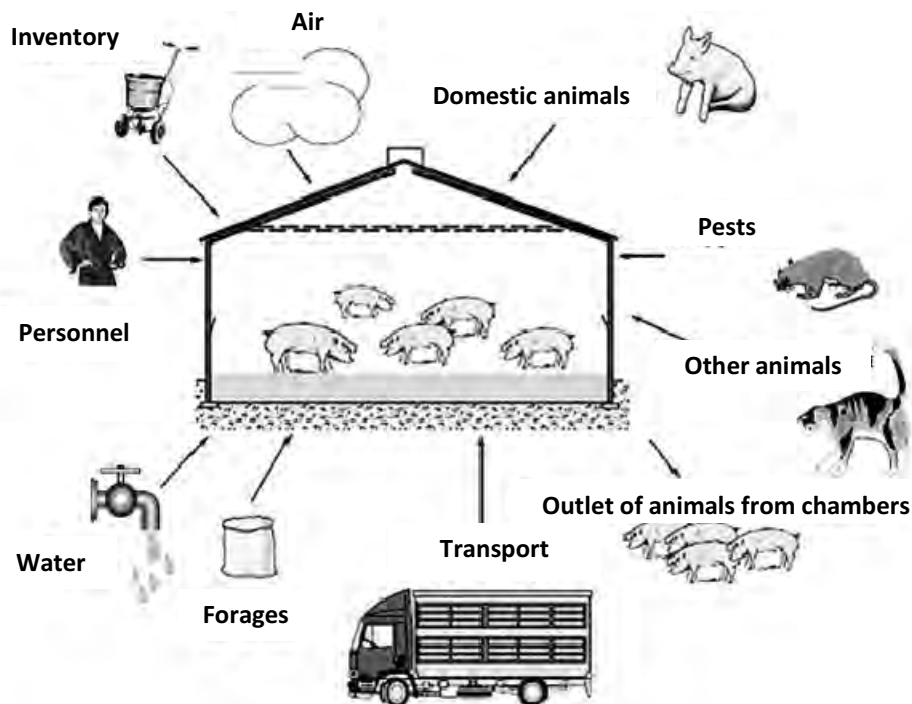 Inventory
Air
Domestic animals
Pests
Personnel
Other animals
Outlet of animals from chambers
Water
Transport
Forages